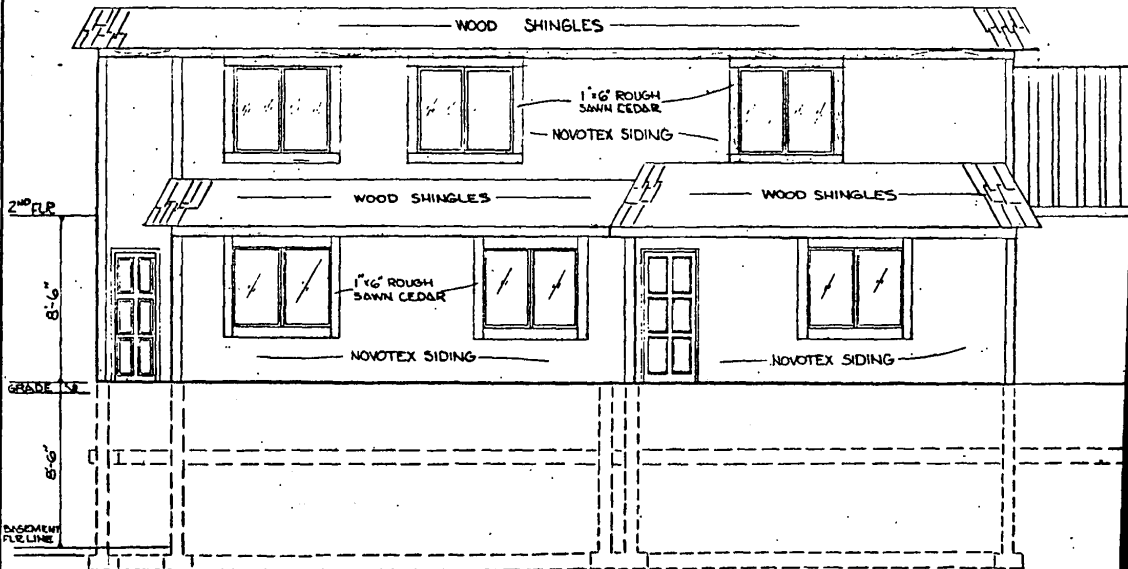 WOOD SHINGLES
1"x6" ROUGH
SAWN CEDAR
NOVOTEX SIDING
WOOD SHINGLES
WOOD SHINGLES
2ND FLR
8'-6"
1"x6" ROUGH
SAWN CEDAR
NOVOTEX SIDING
NOVOTEX SIDING
GRADE
8'-6"
BASEMENT
FLR LINE